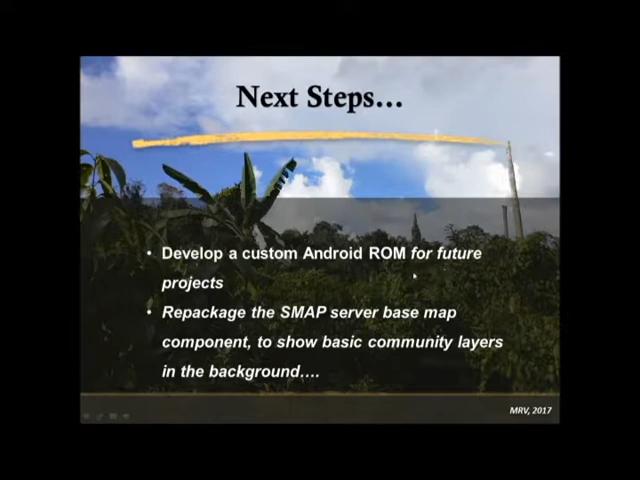 Next Steps…
• Develop a custom Android ROM for future
projects
• Repackage the SMAP server base map
component, to show basic community layers
in the background….
MRV, 2017